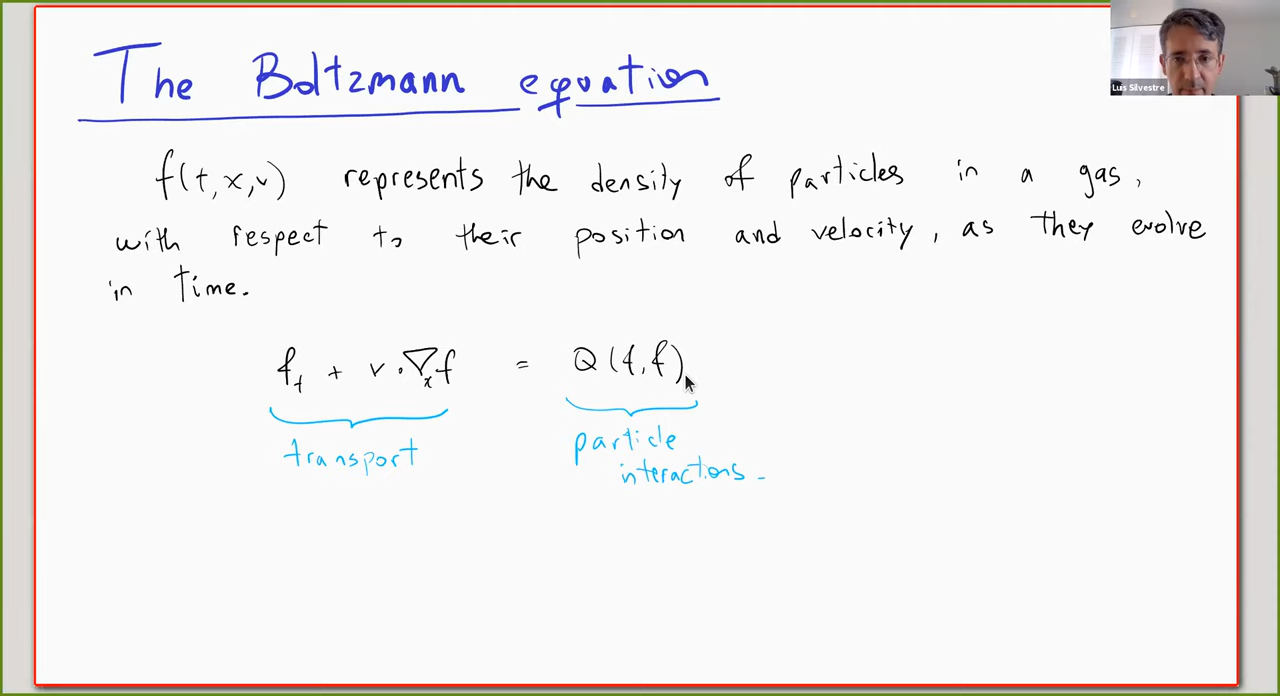 The Boltzmann equation
Luis Silvestre
f(t,x,v) represents the density of particles in a gas,
with respect to their position and velocity, as they evolve
in time.
f_t + v·∇_x f = Q(f,f)
transport
particle
interactions.